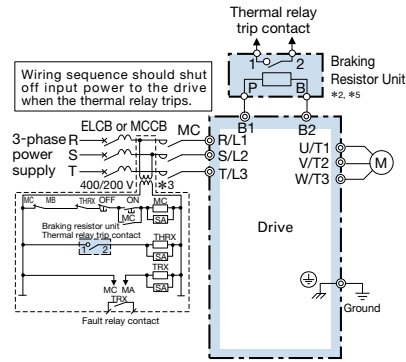 Thermal relay
trip contact
1 2
Braking
Resistor Unit
*2, *5
P B
Wiring sequence should shut
off input power to the drive
when the thermal relay trips.
B1 B2
ELCB or MCCB MC
3-phase
power
supply
R R/L1
S S/L2
T T/L3
U/T1
V/T2
W/T3
M
400/200 V *3
MC MB THRX OFF ON MC
MC
SA
Braking resistor unit
Thermal relay trip contact
1 2
THRX
SA
TRX
SA
MC MA
TRX
Fault relay contact
Drive
Ground